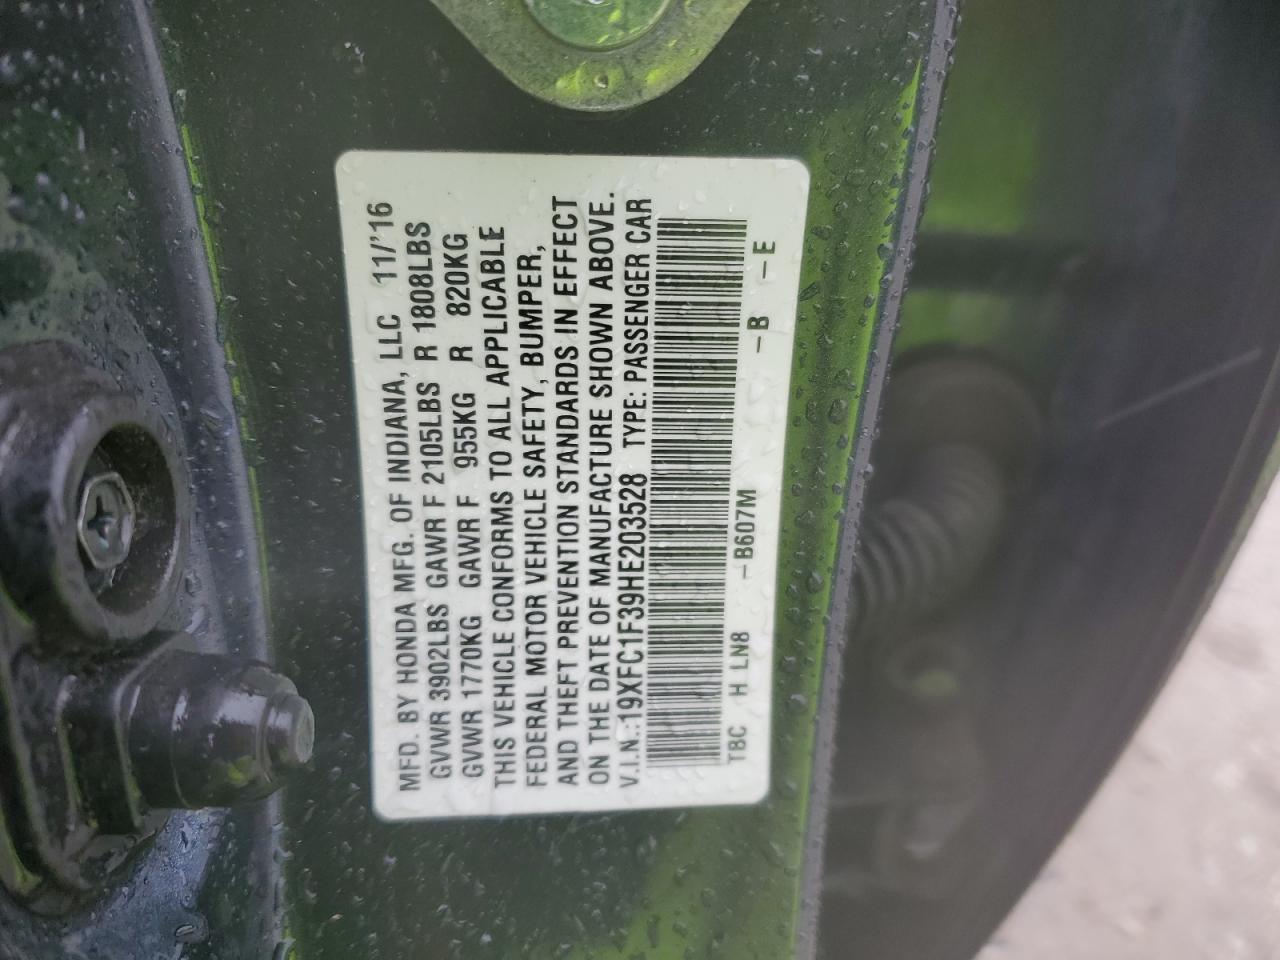 MFD. BY HONDA MFG. OF INDIANA, LLC 11/'16
GVWR 3902LBS GAWR F 2105LBS R 1808LBS
GVWR 1770KG GAWR F 955KG R 820KG
THIS VEHICLE CONFORMS TO ALL APPLICABLE
FEDERAL MOTOR VEHICLE SAFETY, BUMPER,
AND THEFT PREVENTION STANDARDS IN EFFECT
ON THE DATE OF MANUFACTURE SHOWN ABOVE.
V.I.N.:19XFC1F39HE203528 TYPE: PASSENGER CAR
TBC H LN8 -B607M -B -E